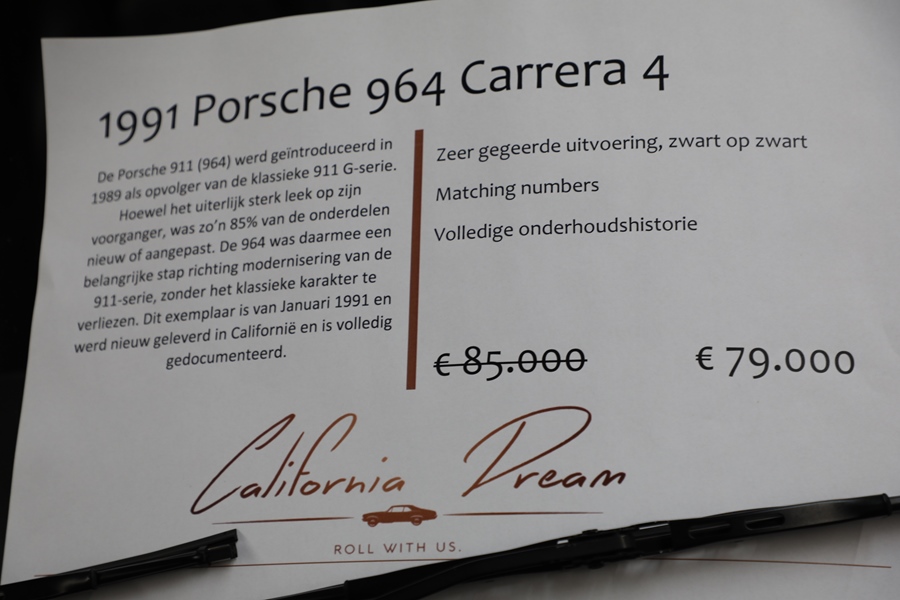 1991 Porsche 964 Carrera 4
De Porsche 911 (964) werd geïntroduceerd in
1989 als opvolger van de klassieke 911 G-serie.
Hoewel het uiterlijk sterk leek op zijn
voorganger, was zo'n 85% van de onderdelen
nieuw of aangepast. De 964 was daarmee een
belangrijke stap richting modernisering van de
911-serie, zonder het klassieke karakter te
verliezen. Dit exemplaar is van Januari 1991 en
werd nieuw geleverd in Californië en is volledig
gedocumenteerd.
Zeer gegeerde uitvoering, zwart op zwart
Matching numbers
Volledige onderhoudshistorie
€ 85.000
€ 79.000
California Dream
ROLL WITH US.